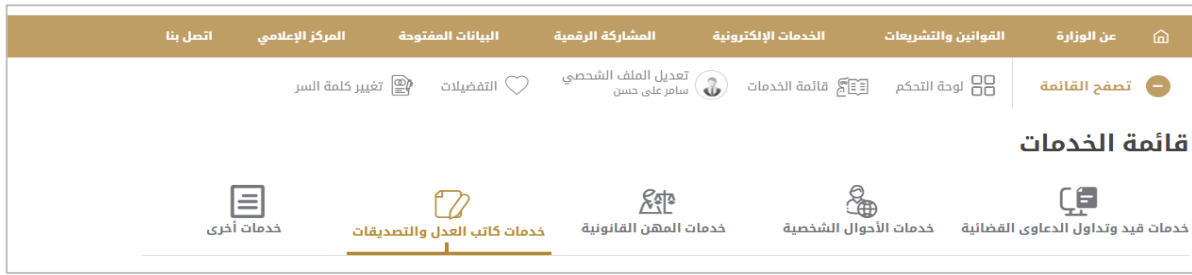 عن الوزارة
القوانين والتشريعات
الخدمات الإلكترونية
المشاركة الرقمية
البيانات المفتوحة
المركز الإعلامي
اتصل بنا
تصفح القائمة
لوحة التحكم
قائمة الخدمات
تعديل الملف الشخصي
سامر على حسن
التفضيلات
تغيير كلمة السر
قائمة الخدمات
خدمات قيد وتداول الدعاوى القضائية
خدمات الأحوال الشخصية
خدمات المهن القانونية
خدمات كاتب العدل والتصديقات
خدمات أخرى